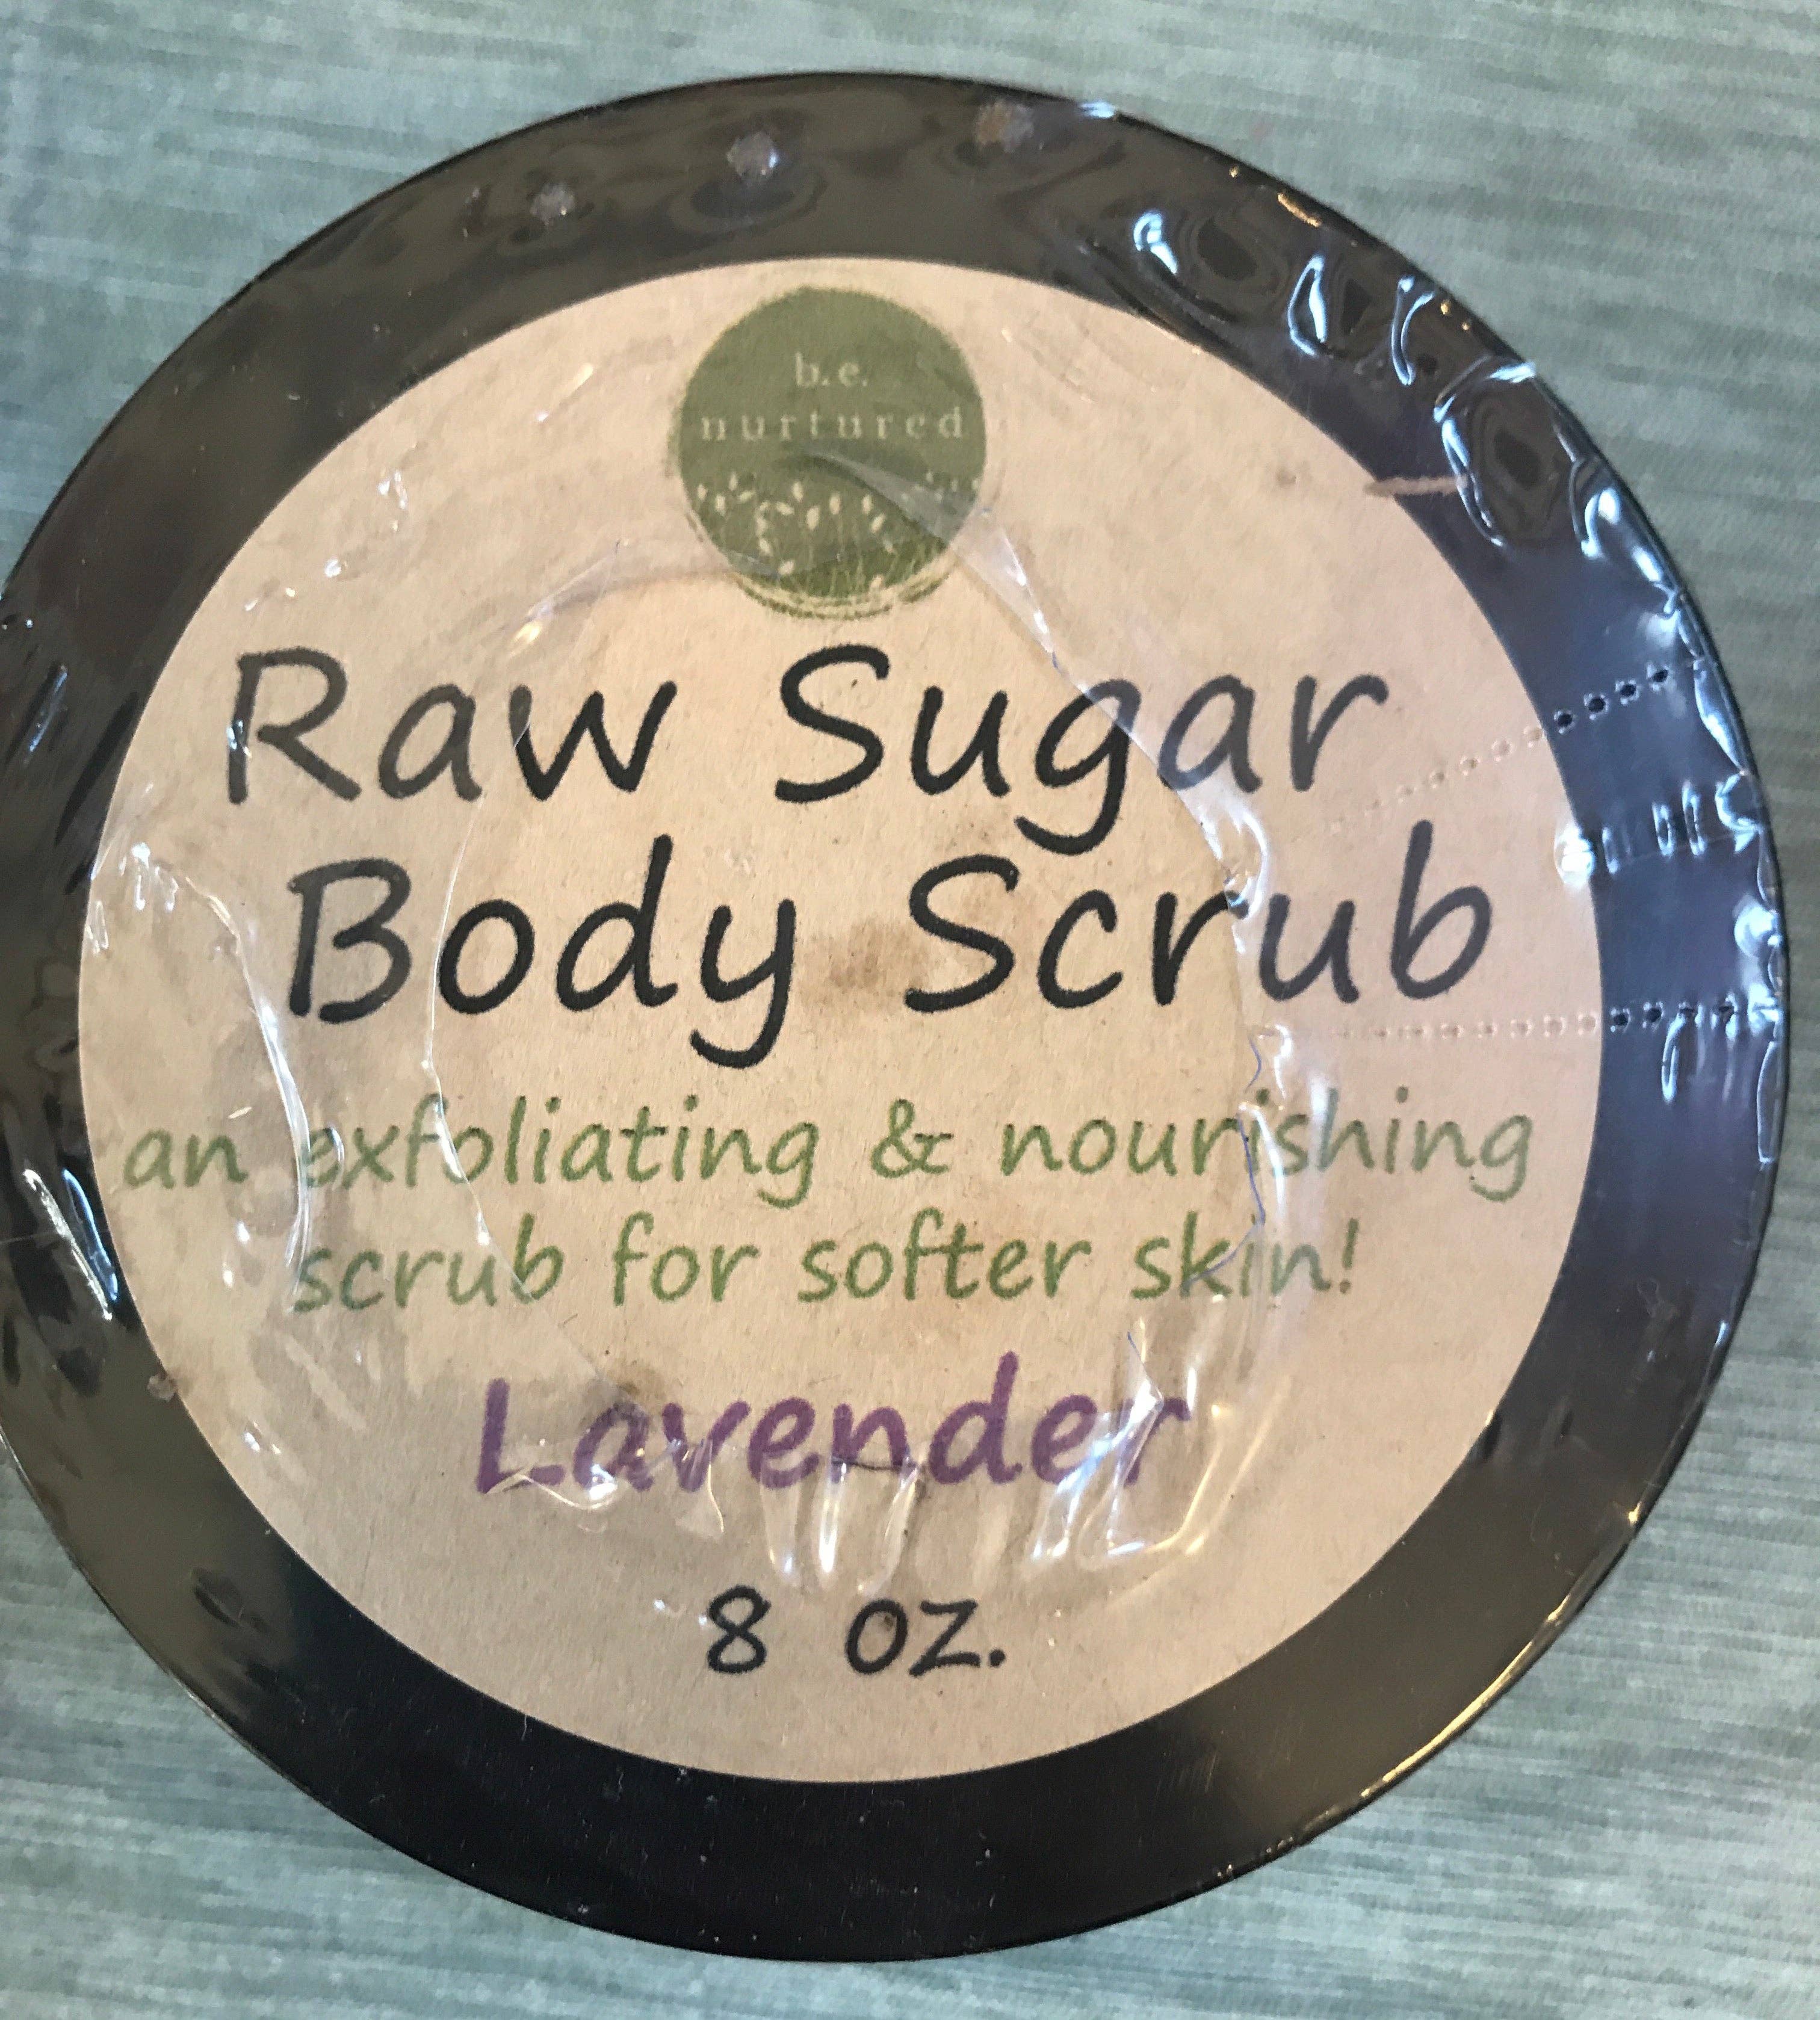 b.e.
nurtured
Raw Sugar
Body Scrub
an exfoliating & nourishing
scrub for softer skin!
Lavender
8 oz.